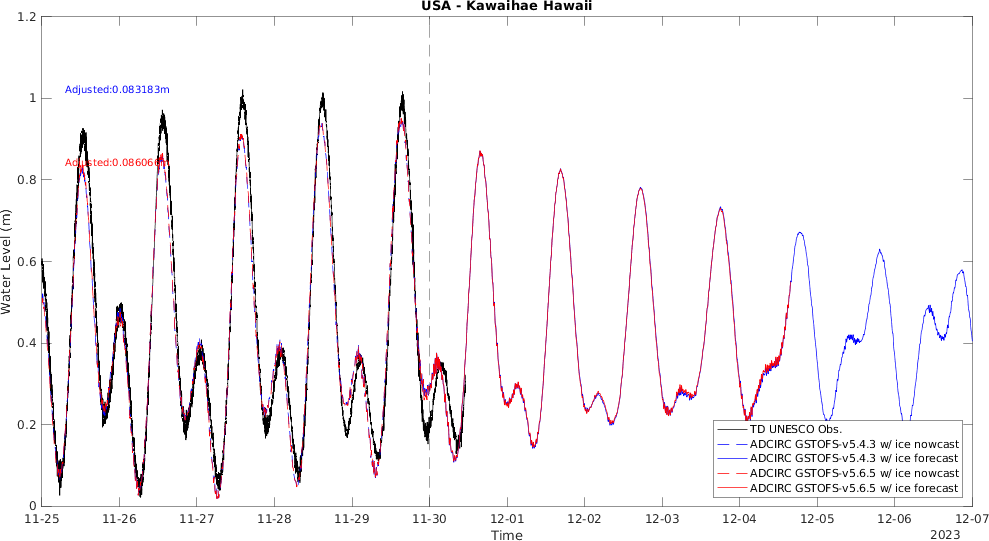 USA - Kawaihae Hawaii
1.2
1
0.8
0.6
0.4
0.2
0
Water Level (m)
Adjusted:0.083183m
Adjusted:0.086066m
TD UNESCO Obs.
ADCIRC GSTOFS-v5.4.3 w/ ice nowcast
ADCIRC GSTOFS-v5.4.3 w/ ice forecast
ADCIRC GSTOFS-v5.6.5 w/ ice nowcast
ADCIRC GSTOFS-v5.6.5 w/ ice forecast
11-25 11-26 11-27 11-28 11-29 11-30 12-01 12-02 12-03 12-04 12-05 12-06 12-07
Time
2023